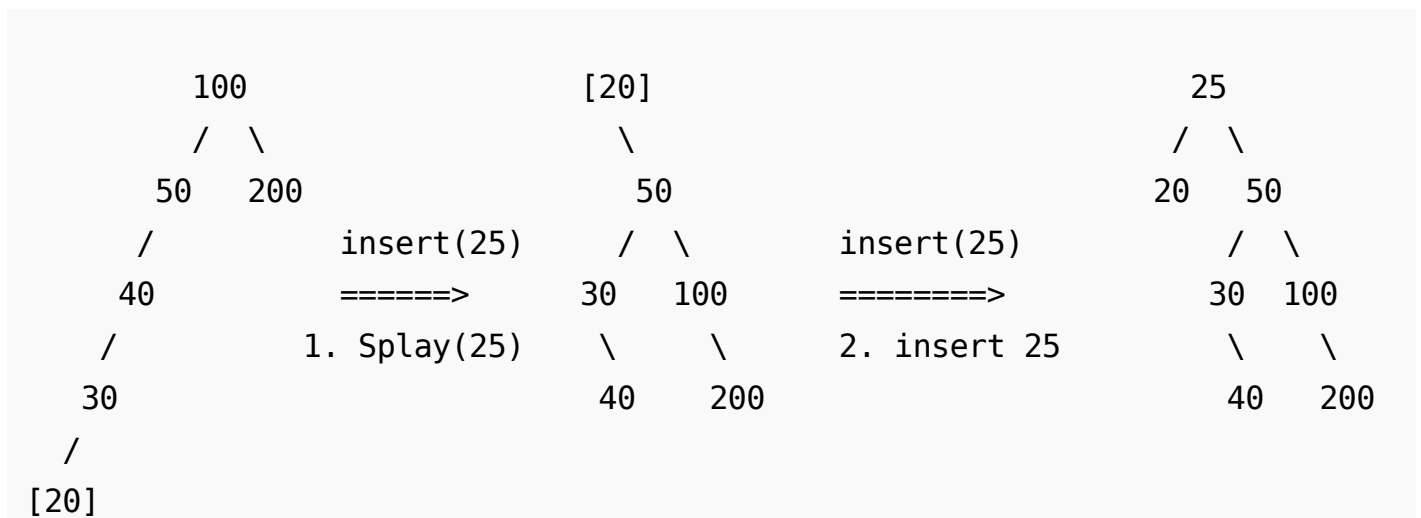 100                  [20]                             25
/  \                   \                             /  \
50   200                  50                          20   50
/          insert(25)     /  \        insert(25)           /  \
40          ======>      30   100      ========>           30  100
/          1. Splay(25)    \     \      2. insert 25         \    \
30                          40    200                         40   200
/
[20]